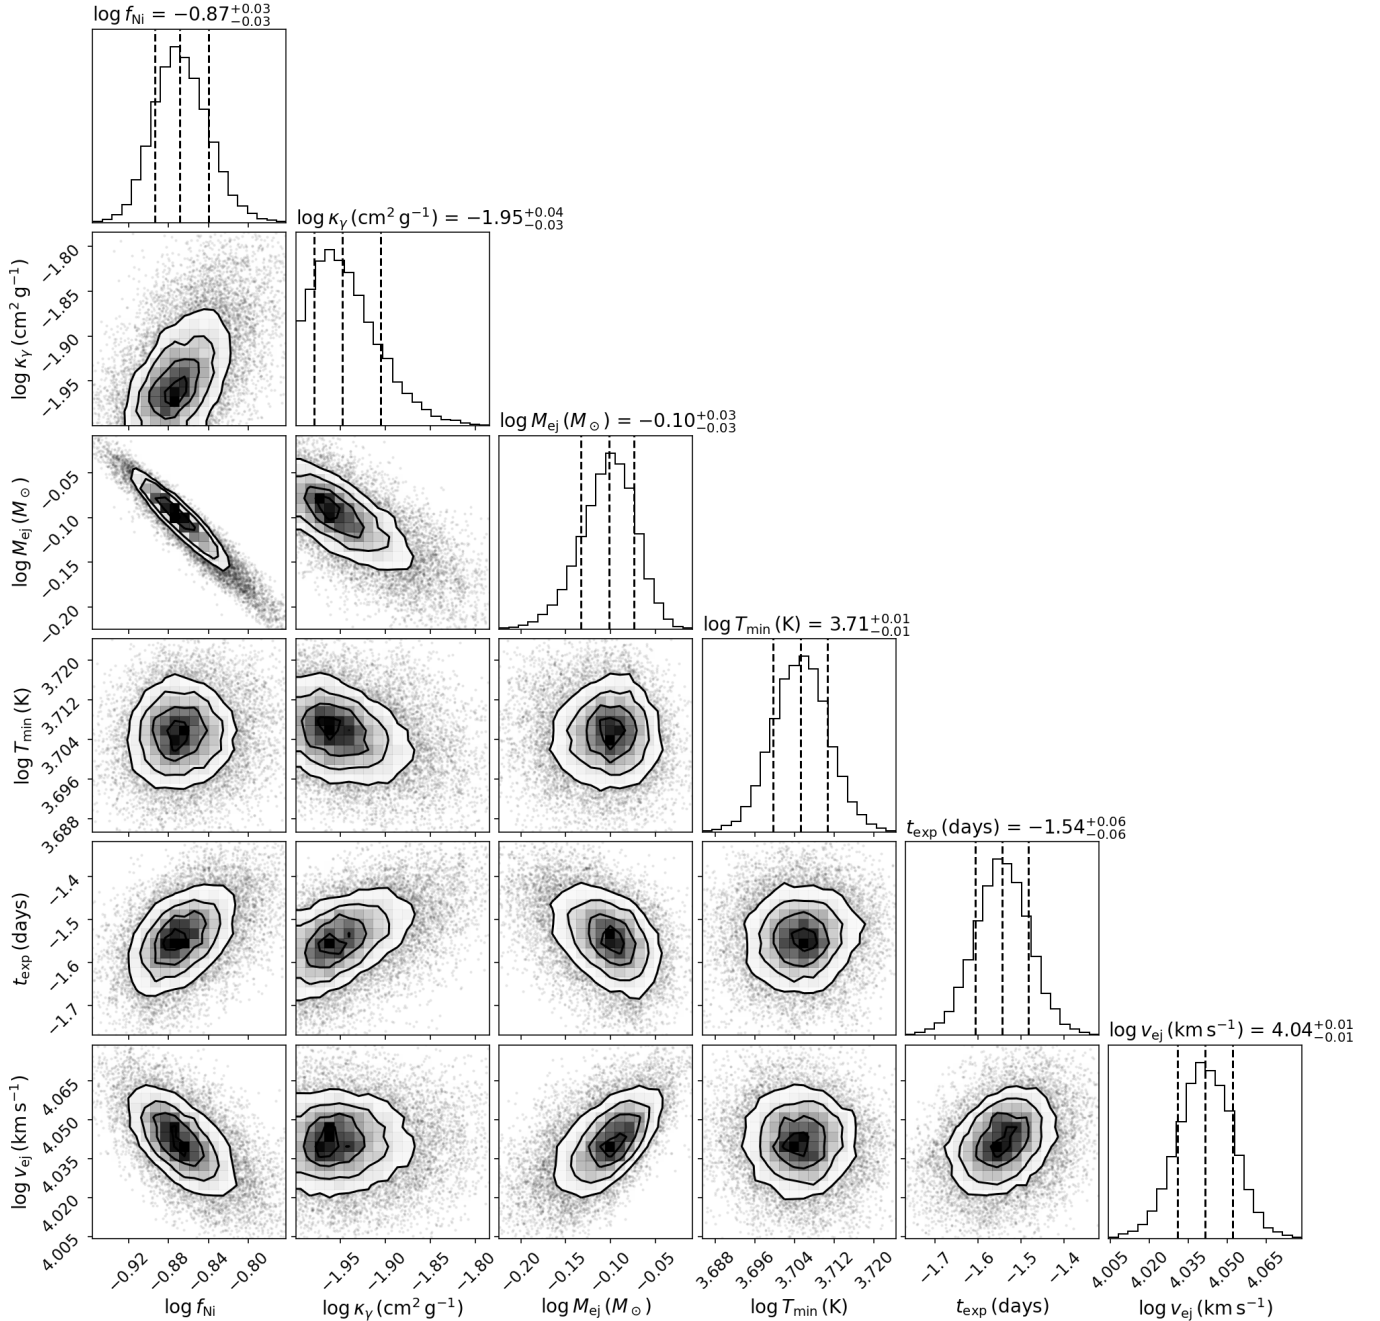 log f_Ni = −0.87^{+0.03}_{−0.03}
log κ_γ (cm² g⁻¹) = −1.95^{+0.04}_{−0.03}
−1.80
−1.85
−1.90
−1.95
log κ_γ (cm² g⁻¹)
log M_ej (M_⊙) = −0.10^{+0.03}_{−0.03}
−0.05
−0.10
−0.15
−0.20
log M_ej (M_⊙)
log T_min (K) = 3.71^{+0.01}_{−0.01}
3.720
3.712
3.704
3.696
3.688
log T_min (K)
t_exp (days) = −1.54^{+0.06}_{−0.06}
−1.4
−1.5
−1.6
−1.7
t_exp (days)
log v_ej (km s⁻¹) = 4.04^{+0.01}_{−0.01}
4.065
4.050
4.035
4.020
4.005
log v_ej (km s⁻¹)
−0.92 −0.88 −0.84 −0.80
−1.95 −1.90 −1.85 −1.80
−0.20 −0.15 −0.10 −0.05
3.688 3.696 3.704 3.712 3.720
−1.7 −1.6 −1.5 −1.4
4.005 4.020 4.035 4.050 4.065
log f_Ni
log κ_γ (cm² g⁻¹)
log M_ej (M_⊙)
log T_min (K)
t_exp (days)
log v_ej (km s⁻¹)